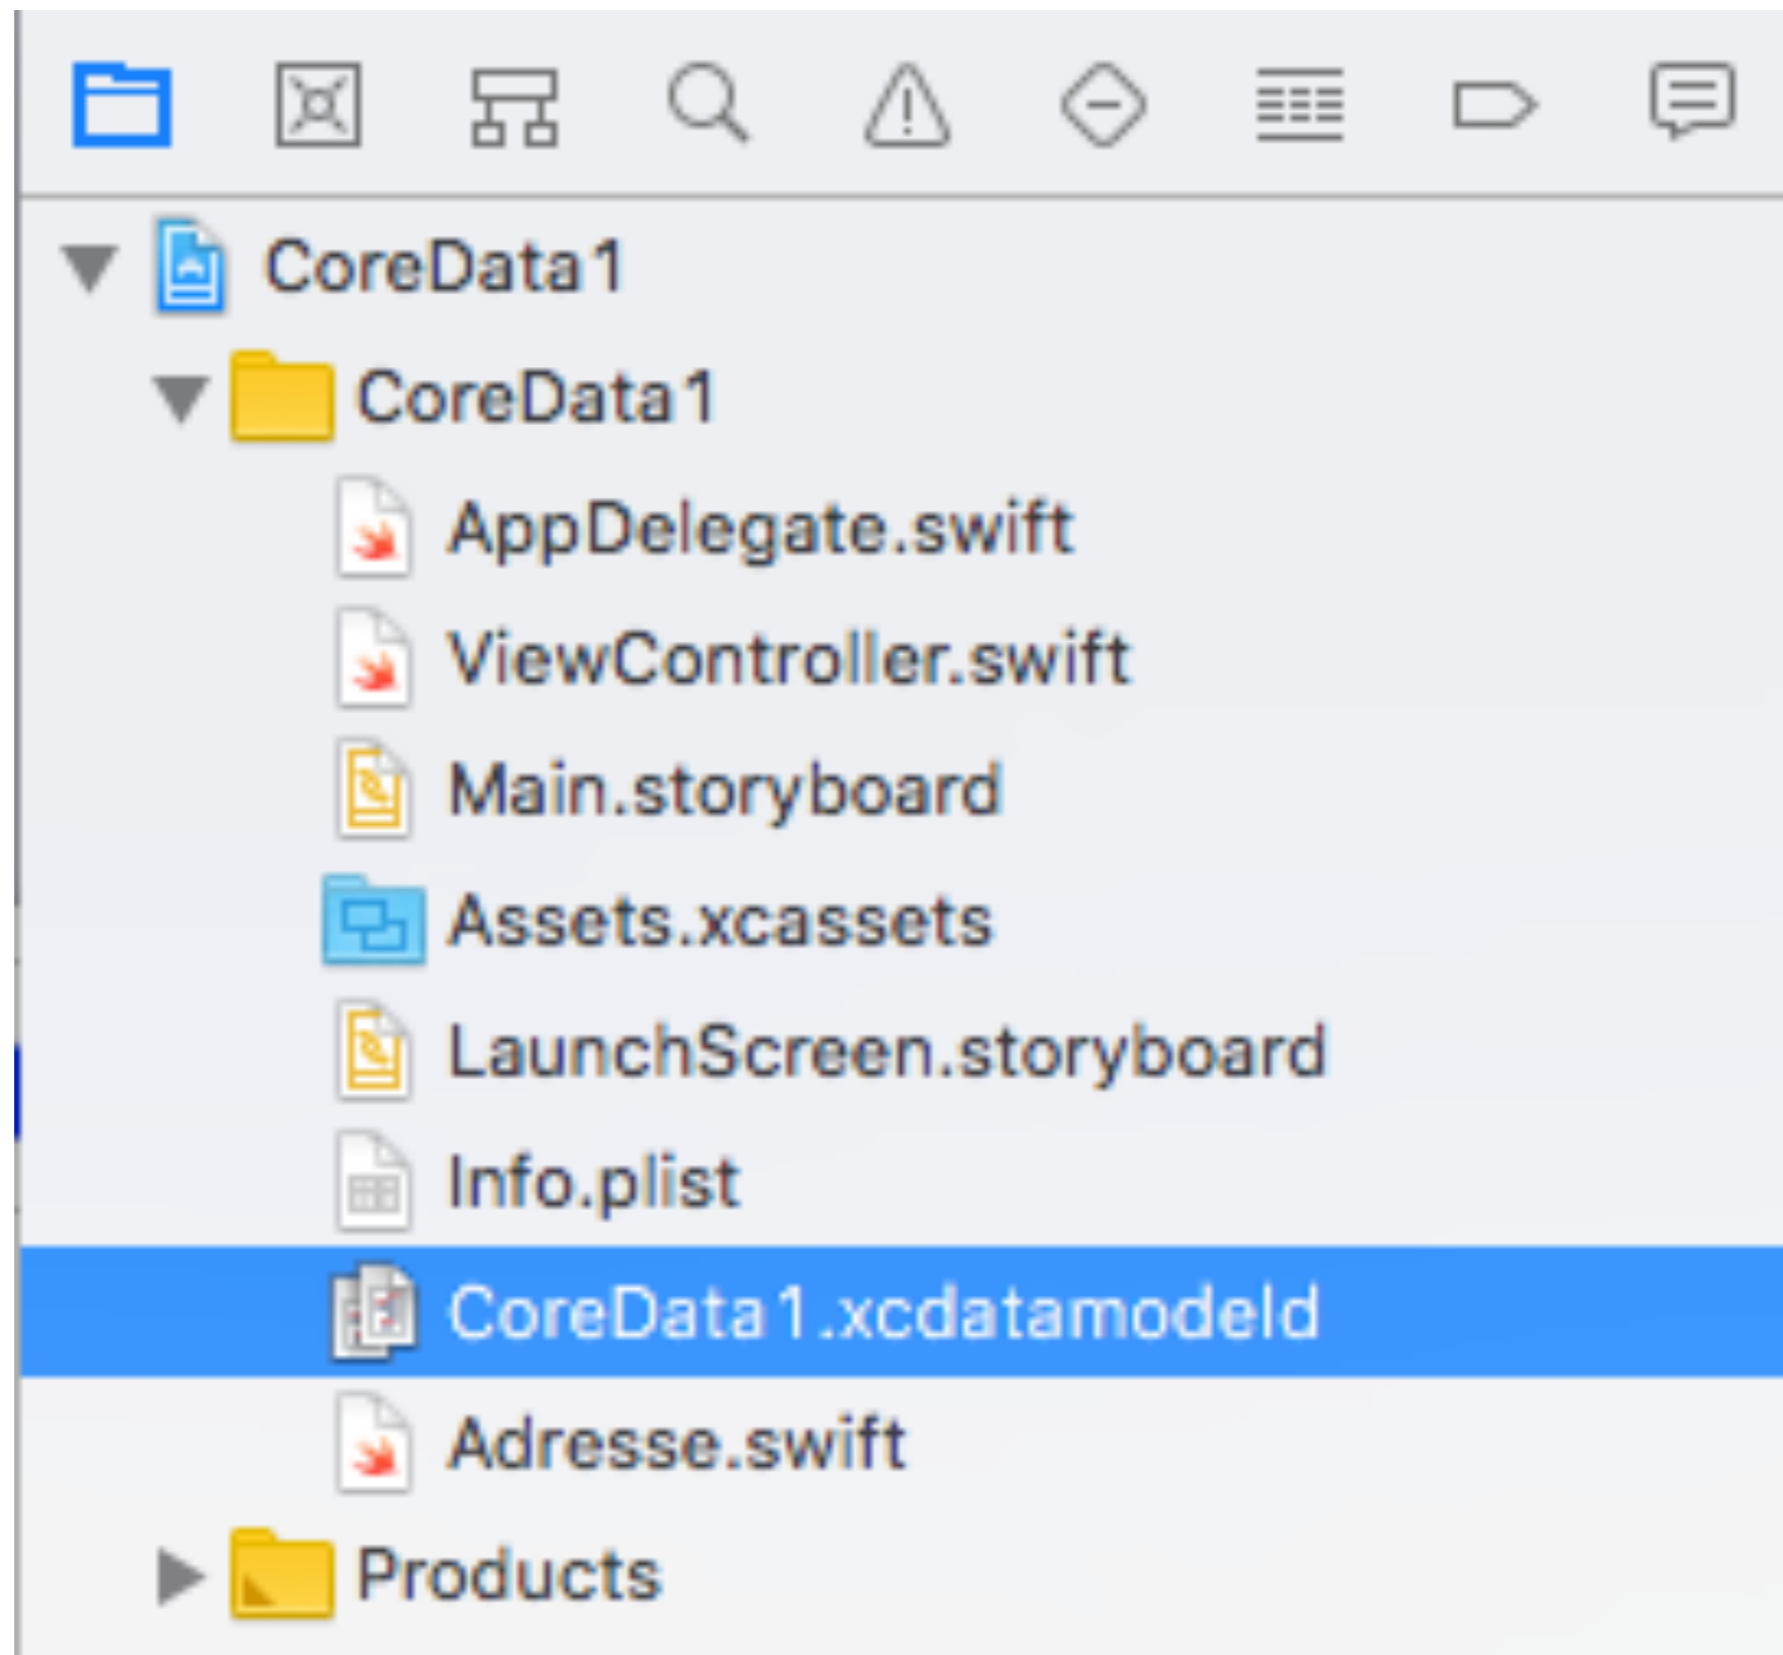 CoreData1
CoreData1
AppDelegate.swift
ViewController.swift
Main.storyboard
Assets.xcassets
LaunchScreen.storyboard
Info.plist
CoreData1.xcdatamodeld
Adresse.swift
Products